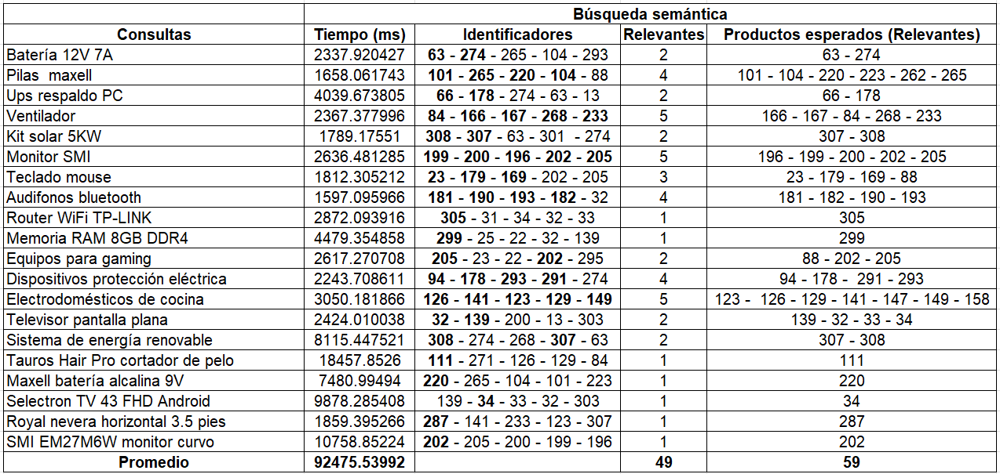 Búsqueda semántica
Consultas Tiempo (ms) Identificadores Relevantes Productos esperados (Relevantes)
Batería 12V 7A 2337.920427 63 - 274 - 265 - 104 - 293 2 63 - 274
Pilas  maxell 1658.061743 101 - 265 - 220 - 104 - 88 4 101 - 104 - 220 - 223 - 262 - 265
Ups respaldo PC 4039.673805 66 - 178 - 274 - 63 - 13 2 66 - 178
Ventilador 2367.377996 84 - 166 - 167 - 268 - 233 5 166 - 167 - 84 - 268 - 233
Kit solar 5KW 1789.17551 308 - 307 - 63 - 301  - 274 2 307 - 308
Monitor SMI 2636.481285 199 - 200 - 196 - 202 - 205 5 196 - 199 - 200 - 202 - 205
Teclado mouse 1812.305212 23 - 179 - 169 - 202 - 205 3 23 - 179 - 169 - 88
Audifonos bluetooth 1597.095966 181 - 190 - 193 - 182 - 32 4 181 - 182 - 190 - 193
Router WiFi TP-LINK 2872.093916 305 - 31 - 34 - 32 - 33 1 305
Memoria RAM 8GB DDR4 4479.354858 299 - 25 - 22 - 32 - 139 1 299
Equipos para gaming 2617.270708 205 - 23 - 22 - 202 - 295 2 88 - 202 - 205
Dispositivos protección eléctrica 2243.708611 94 - 178 - 293 - 291 - 274 4 94 - 178 -  291 - 293
Electrodomésticos de cocina 3050.181866 126 - 141 - 123 - 129 - 149 5 123 -  126 - 129 - 141 - 147 - 149 - 158
Televisor pantalla plana 2424.010038 32 - 139 - 200 - 13 - 303 2 139 - 32 - 33 - 34
Sistema de energía renovable 8115.447521 308 - 274 - 268 - 307 - 63 2 307 - 308
Tauros Hair Pro cortador de pelo 18457.8526 111 - 271 - 126 - 129 - 84 1 111
Maxell batería alcalina 9V 7480.99494 220 - 265 - 104 - 101 - 223 1 220
Selectron TV 43 FHD Android 9878.285408 139 - 34 - 33 - 32 - 303 1 34
Royal nevera horizontal 3.5 pies 1859.395266 287 - 141 - 233 - 123 - 307 1 287
SMI EM27M6W monitor curvo 10758.85224 202 - 205 - 200 - 199 - 196 1 202
Promedio 92475.53992 49 59